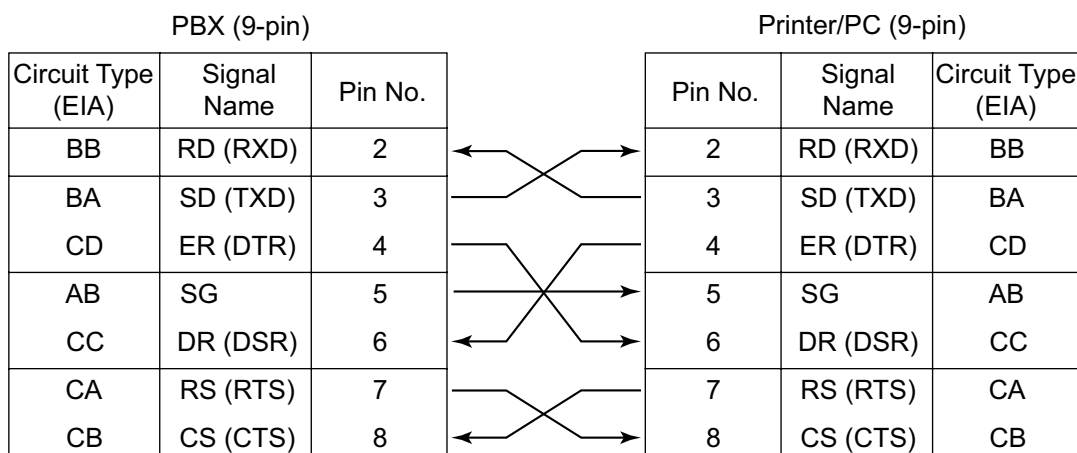 PBX (9-pin) Printer/PC (9-pin)
Circuit Type (EIA) Signal Name Pin No. Pin No. Signal Name Circuit Type (EIA)
BB RD (RXD) 2 2 RD (RXD) BB
BA SD (TXD) 3 3 SD (TXD) BA
CD ER (DTR) 4 4 ER (DTR) CD
AB SG 5 5 SG AB
CC DR (DSR) 6 6 DR (DSR) CC
CA RS (RTS) 7 7 RS (RTS) CA
CB CS (CTS) 8 8 CS (CTS) CB